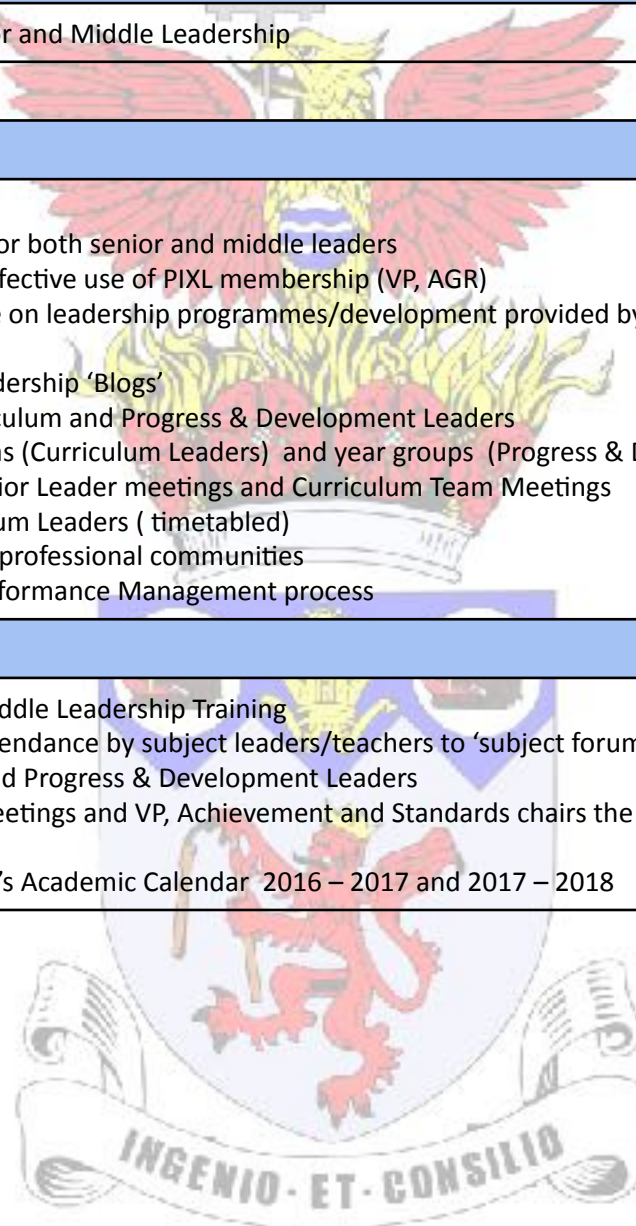 r and Middle Leadership
or both senior and middle leaders
fective use of PIXL membership (VP, AGR)
e on leadership programmes/development provided by
dership ‘Blogs’
culum and Progress & Development Leaders
s (Curriculum Leaders) and year groups (Progress & D
ior Leader meetings and Curriculum Team Meetings
um Leaders ( timetabled)
professional communities
formance Management process
ddle Leadership Training
endance by subject leaders/teachers to ‘subject forum
d Progress & Development Leaders
eetings and VP, Achievement and Standards chairs the
’s Academic Calendar 2016 – 2017 and 2017 – 2018
INGENIO · ET · CONSILIO